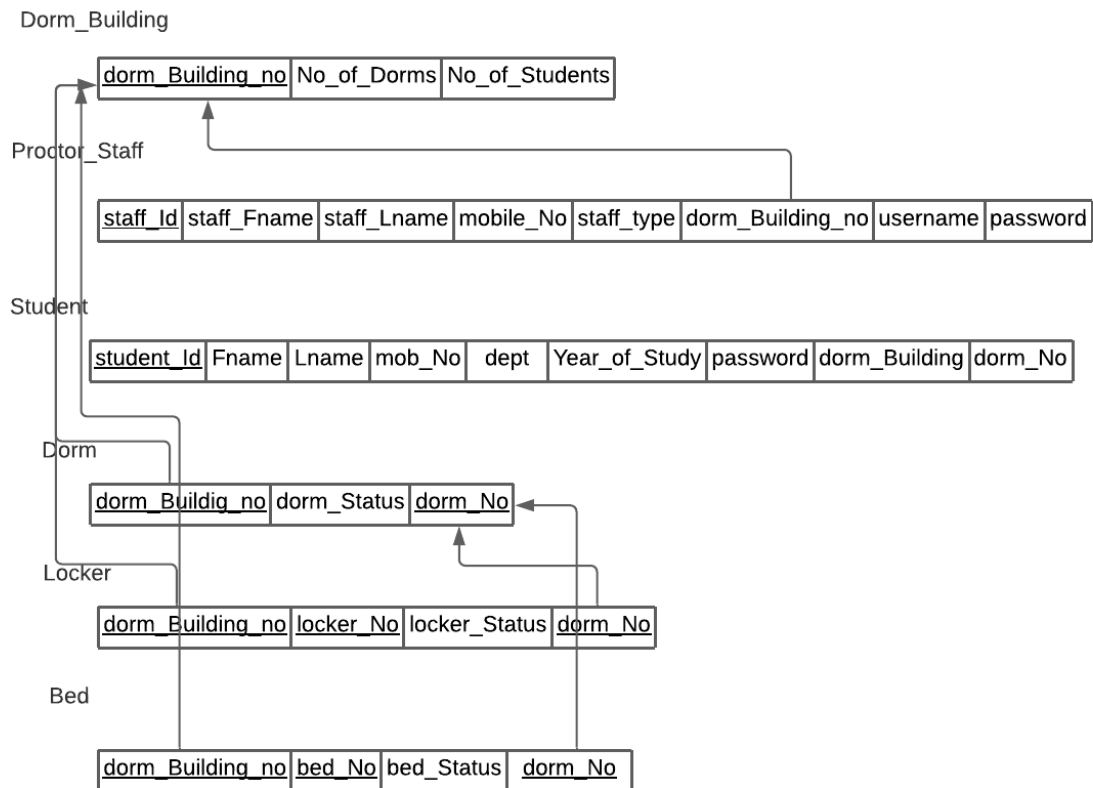 Dorm_Building
dorm_Building_no No_of_Dorms No_of_Students
Proctor_Staff
staff_Id staff_Fname staff_Lname mobile_No staff_type dorm_Building_no username password
Student
student_Id Fname Lname mob_No dept Year_of_Study password dorm_Building dorm_No
Dorm
dorm_Buildig_no dorm_Status dorm_No
Locker
dorm_Building_no locker_No locker_Status dorm_No
Bed
dorm_Building_no bed_No bed_Status dorm_No